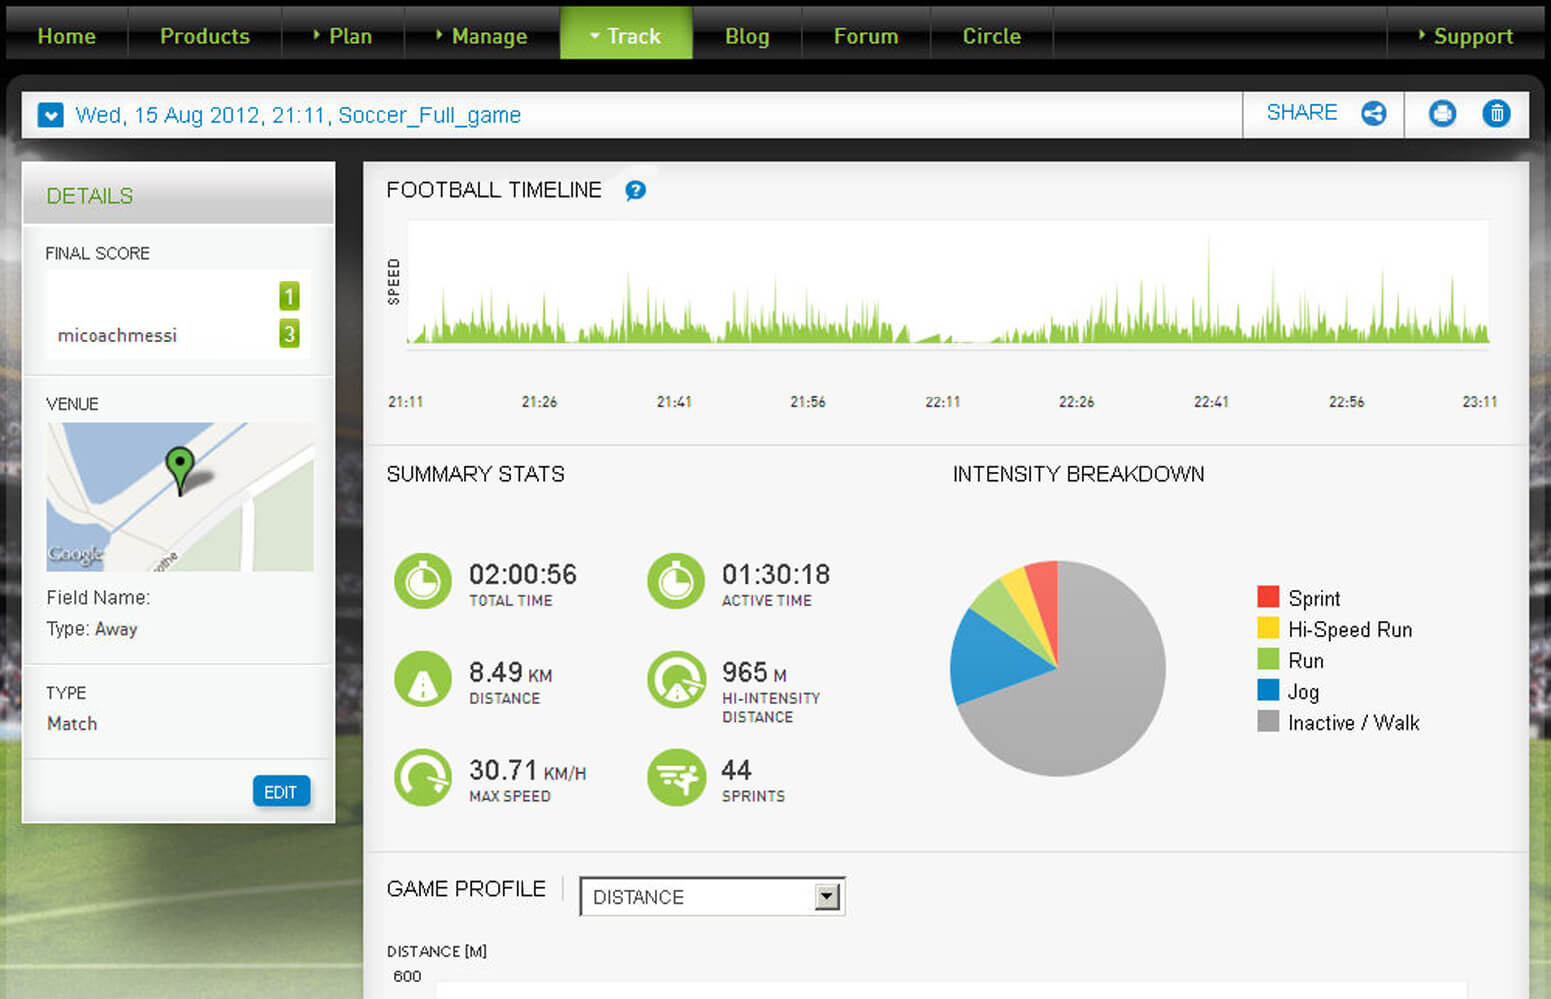 Home
Products
Plan
Manage
Track
Blog
Forum
Circle
Support
Wed, 15 Aug 2012, 21:11, Soccer_Full_game
SHARE
DETAILS
FINAL SCORE
1
micoachmessi
3
VENUE
Google
othe
Field Name:
Type: Away
TYPE
Match
EDIT
FOOTBALL TIMELINE
?
SPEED
21:11
21:26
21:41
21:56
22:11
22:26
22:41
22:56
23:11
SUMMARY STATS
02:00:56
TOTAL TIME
01:30:18
ACTIVE TIME
8.49 KM
DISTANCE
965 M
HI-INTENSITY
DISTANCE
30.71 KM/H
MAX SPEED
44
SPRINTS
INTENSITY BREAKDOWN
Sprint
Hi-Speed Run
Run
Jog
Inactive / Walk
GAME PROFILE
DISTANCE
DISTANCE [M]
600